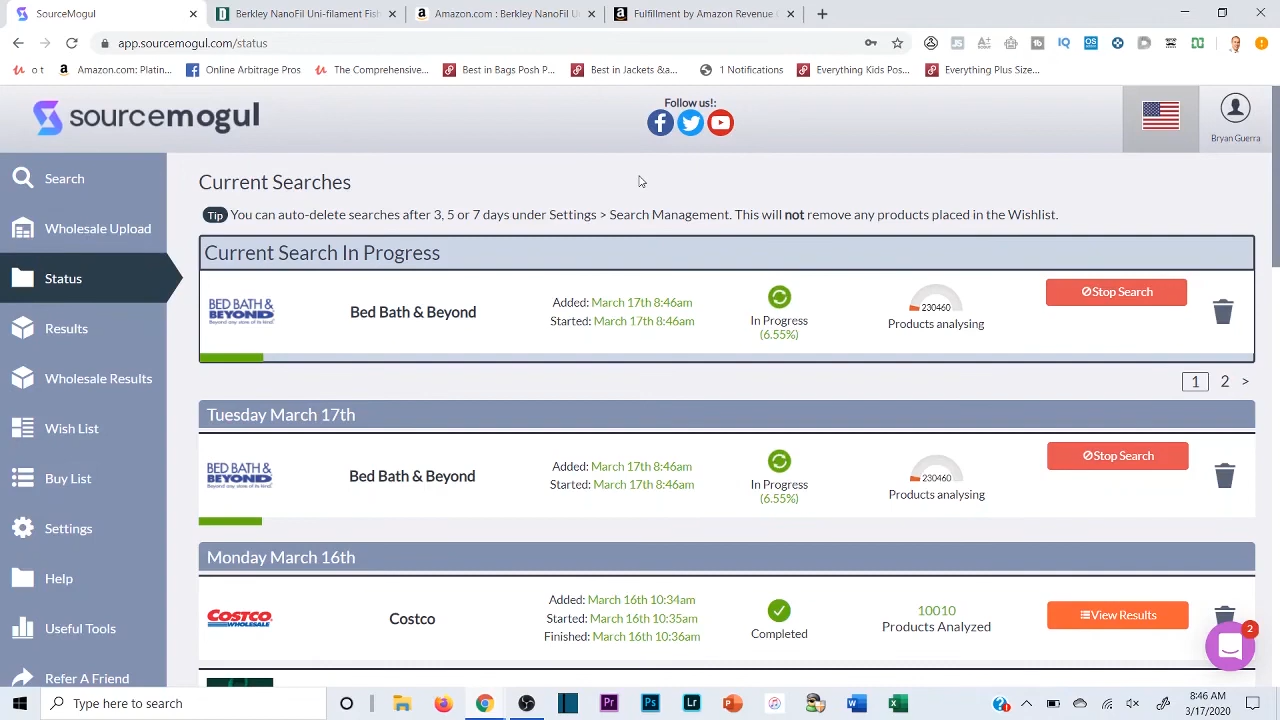 SourceMogul
Berkley NanoFil Uni-filament Fish
Amazon.com : Berkley NanoFil U
Fulfillment by Amazon Revenue
app.sourcemogul.com/status
o t
Amazon.com: Platin...
Online Arbitrage Pros
The Comprehensive...
Best in Bags Posh P...
Best in Jackets &a...
1 Notifications
Everything Kids Pos...
Everything Plus Size...
sourcemogul
Follow us!:
Bryan Guerra
Search
Wholesale Upload
Status
Results
Wholesale Results
Wish List
Buy List
Settings
Help
Useful Tools
Refer A Friend
Current Searches
Tip You can auto-delete searches after 3, 5 or 7 days under Settings > Search Management. This will not remove any products placed in the Wishlist.
Current Search In Progress
BED BATH &
BEYOND
Bed Bath & Beyond
Added: March 17th 8:46am
Started: March 17th 8:46am
In Progress
(6.55%)
230460
Products analysing
Stop Search
1 2 >
Tuesday March 17th
BED BATH &
BEYOND
Bed Bath & Beyond
Added: March 17th 8:46am
Started: March 17th 8:46am
In Progress
(6.55%)
230460
Products analysing
Stop Search
Monday March 16th
COSTCO
WHOLESALE
Costco
Added: March 16th 10:34am
Started: March 16th 10:35am
Finished: March 16th 10:36am
Completed
10010
Products Analyzed
View Results
2
Type here to search
8:46 AM
3/17/2020